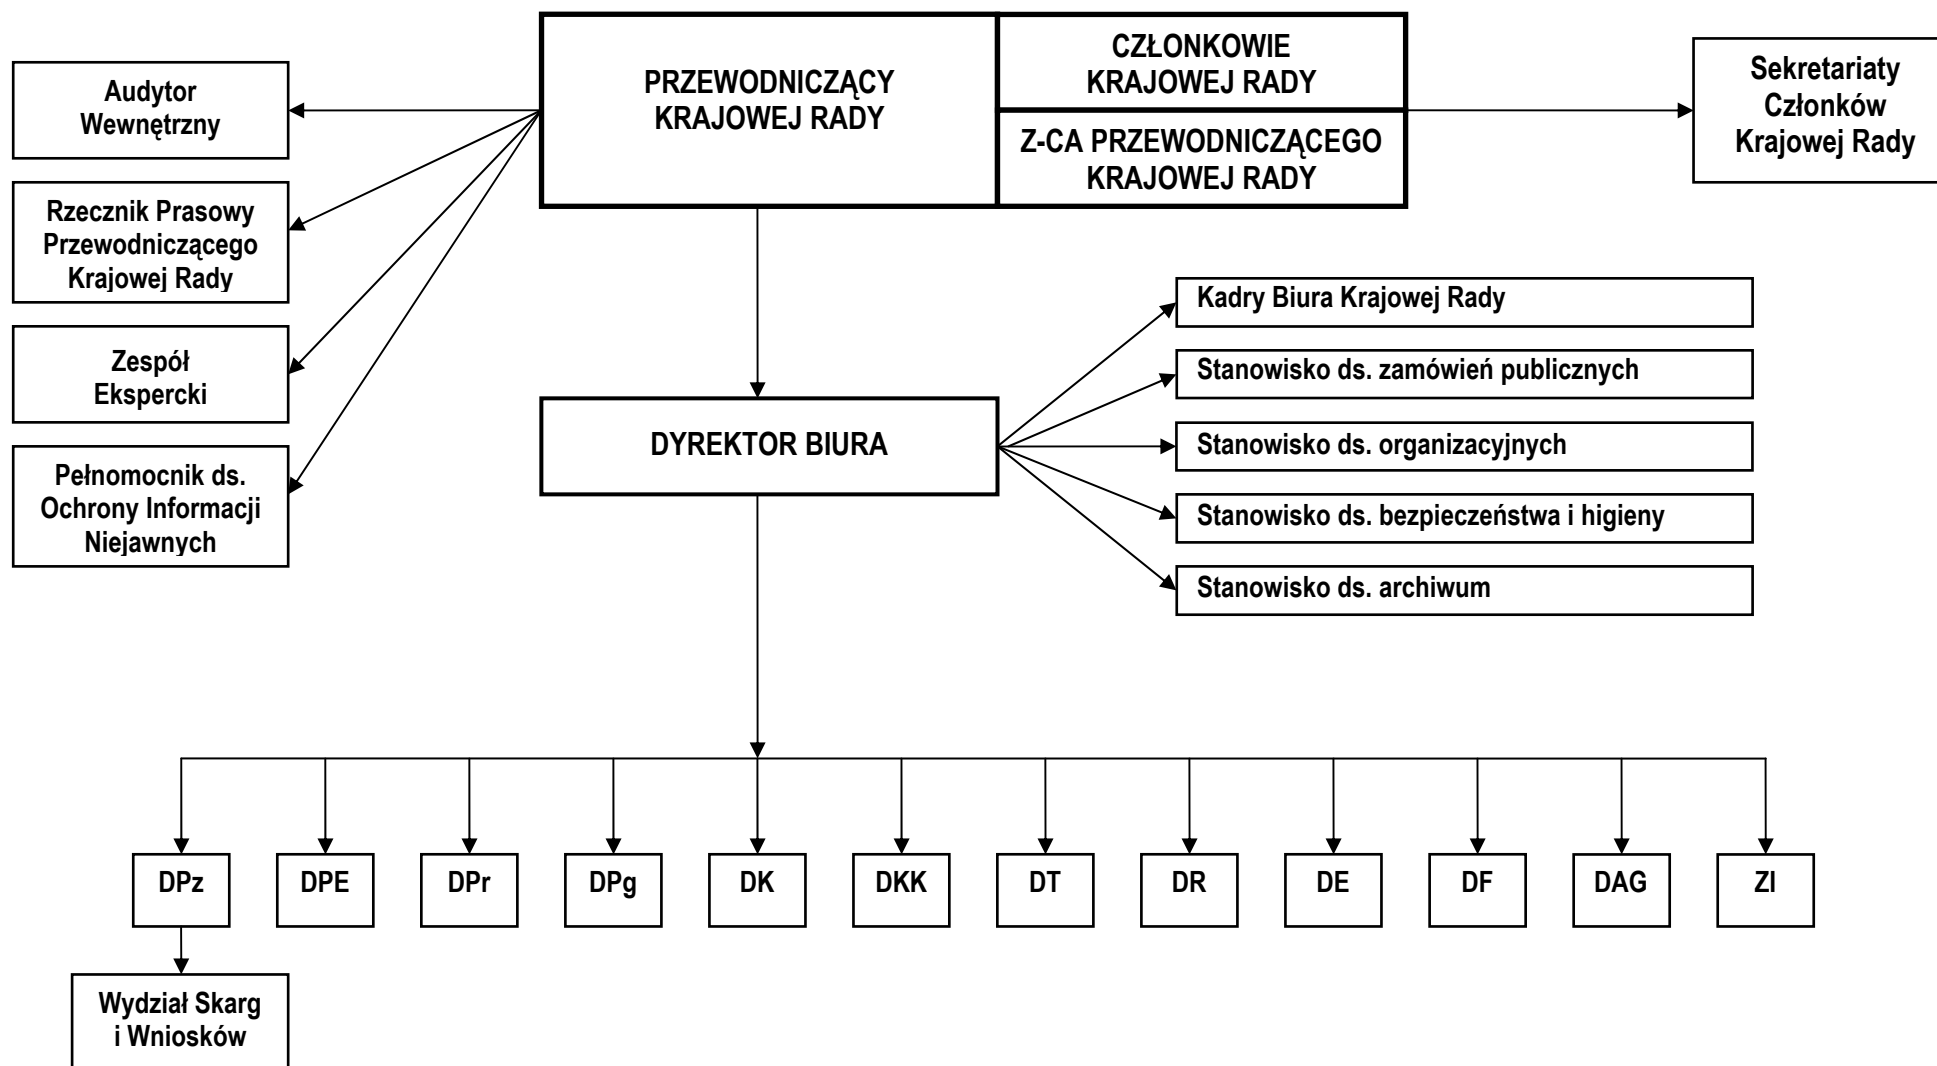 PRZEWODNICZĄCY
KRAJOWEJ RADY
CZŁONKOWIE
KRAJOWEJ RADY
Z-CA PRZEWODNICZĄCEGO
KRAJOWEJ RADY
Sekretariaty
Członków
Krajowej Rady
Audytor
Wewnętrzny
Rzecznik Prasowy
Przewodniczącego
Krajowej Rady
Zespół
Ekspercki
Pełnomocnik ds.
Ochrony Informacji
Niejawnych
Kadry Biura Krajowej Rady
Stanowisko ds. zamówień publicznych
Stanowisko ds. organizacyjnych
Stanowisko ds. bezpieczeństwa i higieny
Stanowisko ds. archiwum
DYREKTOR BIURA
DPz
DPE
DPr
DPg
DK
DKK
DT
DR
DE
DF
DAG
ZI
Wydział Skarg
i Wniosków